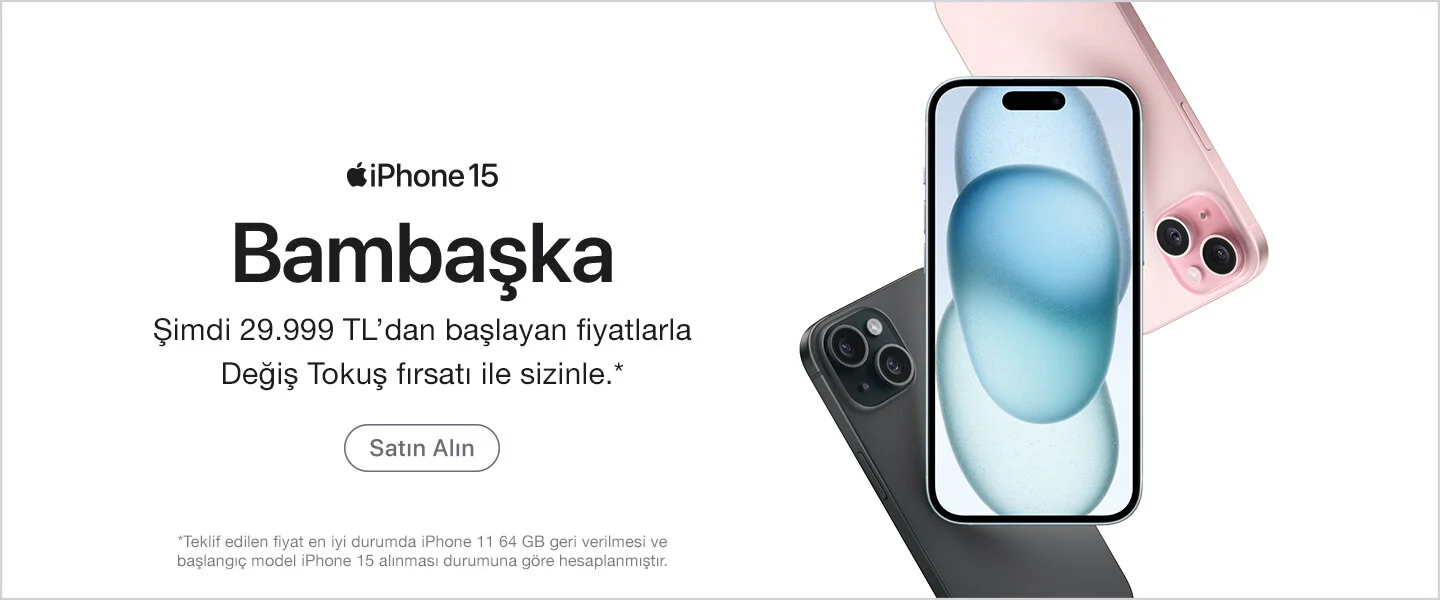 iPhone 15
Bambaşka
Şimdi 29.999 TL’dan başlayan fiyatlarla
Değiş Tokuş fırsatı ile sizinle.*
Satın Alın
*Teklif edilen fiyat en iyi durumda iPhone 11 64 GB geri verilmesi ve
başlangıç model iPhone 15 alınması durumuna göre hesaplanmıştır.